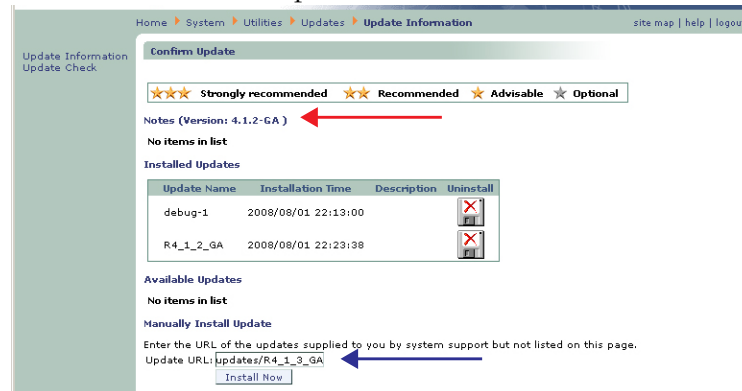 Home System Utilities Updates Update Information site map | help | logou
Update Information
Update Check
Confirm Update
Strongly recommended Recommended Advisable Optional
Notes (Version: 4.1.2-GA )
No items in list
Installed Updates
Update Name Installation Time Description Uninstall
debug-1 2008/08/01 22:13:00
R4_1_2_GA 2008/08/01 22:23:38
Available Updates
No items in list
Manually Install Update
Enter the URL of the updates supplied to you by system support but not listed on this page.
Update URL: updates/R4_1_3_GA
Install Now